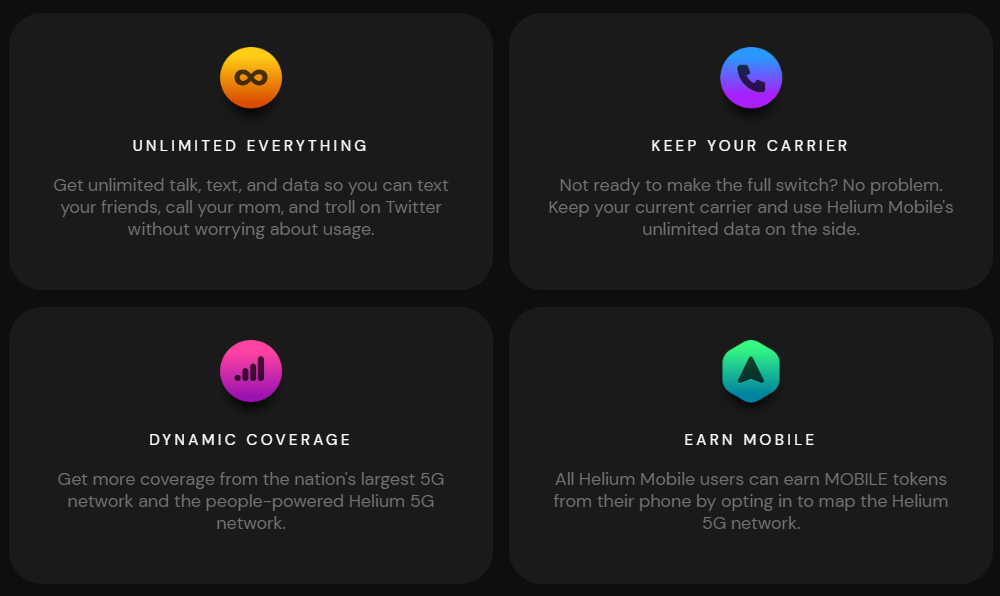 UNLIMITED EVERYTHING
Get unlimited talk, text, and data so you can text
your friends, call your mom, and troll on Twitter
without worrying about usage.
KEEP YOUR CARRIER
Not ready to make the full switch? No problem.
Keep your current carrier and use Helium Mobile's
unlimited data on the side.
DYNAMIC COVERAGE
Get more coverage from the nation's largest 5G
network and the people-powered Helium 5G
network.
EARN MOBILE
All Helium Mobile users can earn MOBILE tokens
from their phone by opting in to map the Helium
5G network.